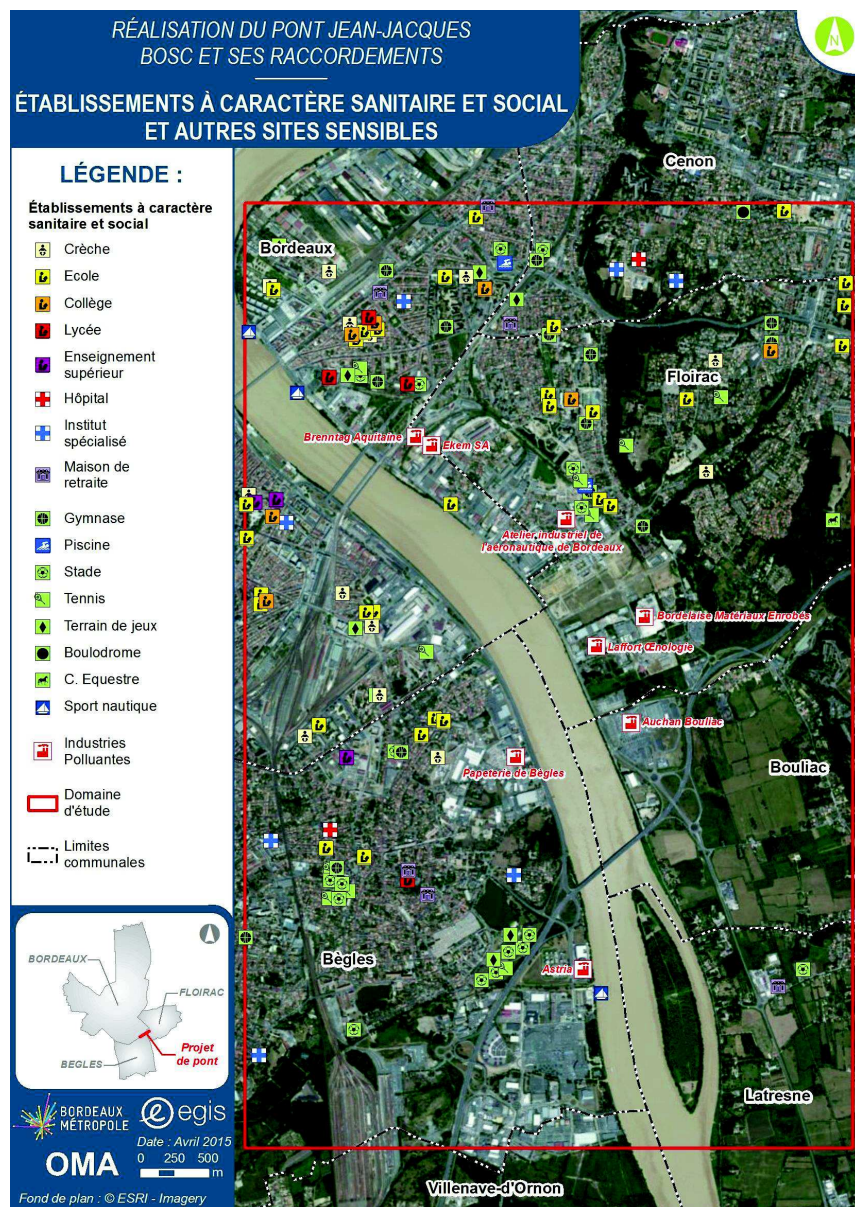 RÉALISATION DU PONT JEAN-JACQUES
BOSC ET SES RACCORDEMENTS
ÉTABLISSEMENTS À CARACTÈRE SANITAIRE ET SOCIAL
ET AUTRES SITES SENSIBLES
N
LÉGENDE :
Établissements à caractère
sanitaire et social
Crèche
Ecole
Collège
Lycée
Enseignement
supérieur
Hôpital
Institut
spécialisé
Maison de
retraite
Gymnase
Piscine
Stade
Tennis
Terrain de jeux
Boulodrome
C. Equestre
Sport nautique
Industries
Polluantes
Domaine
d'étude
Limites
communales
Cenon
Bordeaux
Floirac
Brenntag Aquitaine
Ekem SA
Atelier industriel de
l'aéronautique de Bordeaux
Bordelaise Matériaux Enrobés
Laffort Œnologie
Auchan Bouliac
Bouliac
Papeterie de Bègles
Bègles
Astria
Latresne
Villenave-d'Ornon
BORDEAUX
FLOIRAC
BEGLES
Projet
de pont
BORDEAUX
MÉTROPOLE
egis
OMA
Date : Avril 2015
0 250 500
m
Fond de plan : © ESRI - Imagery